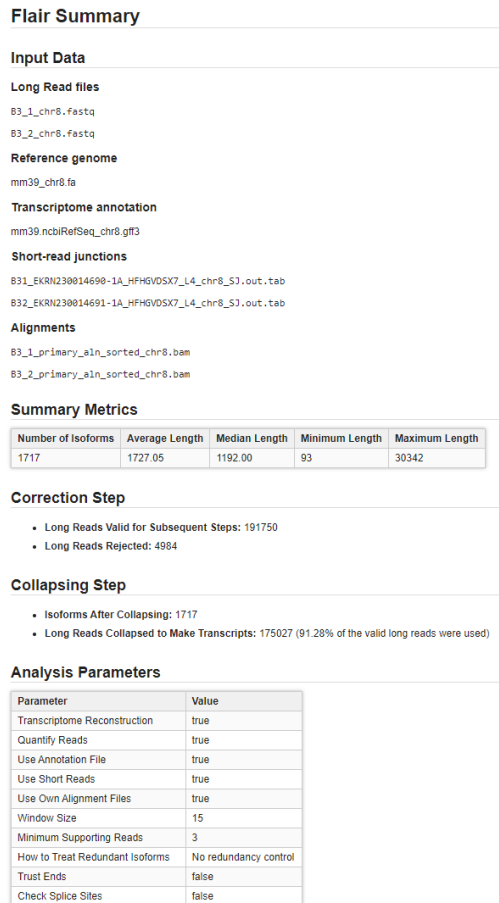 Flair Summary
Input Data
Long Read files
B3_1_chr8.fastq
B3_2_chr8.fastq
Reference genome
mm39_chr8.fa
Transcriptome annotation
mm39.ncbiRefSeq_chr8.gff3
Short-read junctions
B31_EKRN230014690-1A_HFHGVDSX7_L4_chr8_SJ.out.tab
B32_EKRN230014691-1A_HFHGVDSX7_L4_chr8_SJ.out.tab
Alignments
B3_1_primary_aln_sorted_chr8.bam
B3_2_primary_aln_sorted_chr8.bam
Summary Metrics
Number of Isoforms Average Length Median Length Minimum Length Maximum Length
1717 1727.05 1192.00 93 30342
Correction Step
• Long Reads Valid for Subsequent Steps: 191750
• Long Reads Rejected: 4984
Collapsing Step
• Isoforms After Collapsing: 1717
• Long Reads Collapsed to Make Transcripts: 175027 (91.28% of the valid long reads were used)
Analysis Parameters
Parameter Value
Transcriptome Reconstruction true
Quantify Reads true
Use Annotation File true
Use Short Reads true
Use Own Alignment Files true
Window Size 15
Minimum Supporting Reads 3
How to Treat Redundant Isoforms No redundancy control
Trust Ends false
Check Splice Sites false